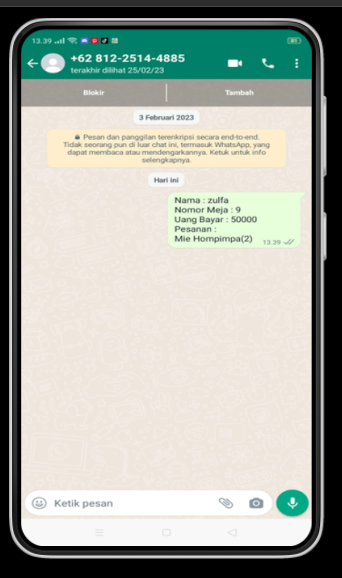 13.39
+62 812-2514-4885
terakhir dilihat 25/02/23
Blokir
Tambah
3 Februari 2023
Pesan dan panggilan terenkripsi secara end-to-end.
Tidak seorang pun di luar chat ini, termasuk WhatsApp, yang
dapat membaca atau mendengarkannya. Ketuk untuk info
selengkapnya.
Hari ini
Nama : zulfa
Nomor Meja : 9
Uang Bayar : 50000
Pesanan :
Mie Hompimpa(2)
13.39
Ketik pesan